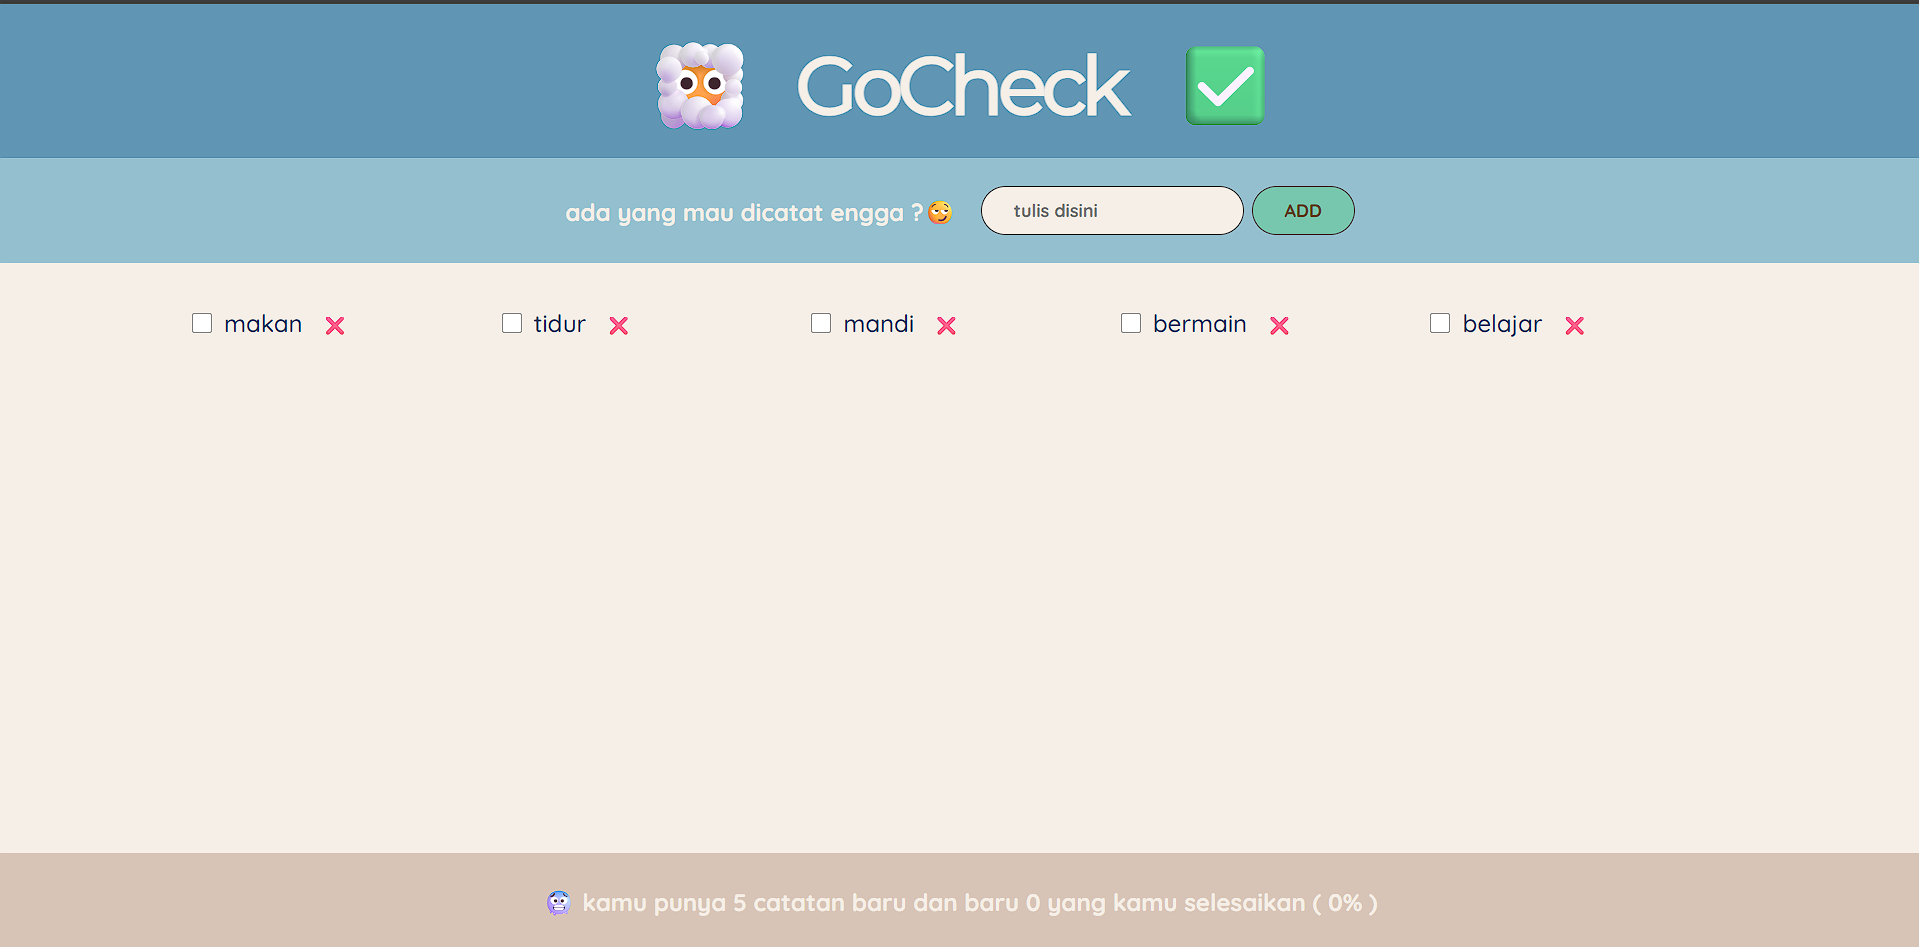 GoCheck
ada yang mau dicatat engga ?😏 tulis disini ADD
makan ❌ tidur ❌ mandi ❌ bermain ❌ belajar ❌
🥶 kamu punya 5 catatan baru dan baru 0 yang kamu selesaikan ( 0% )